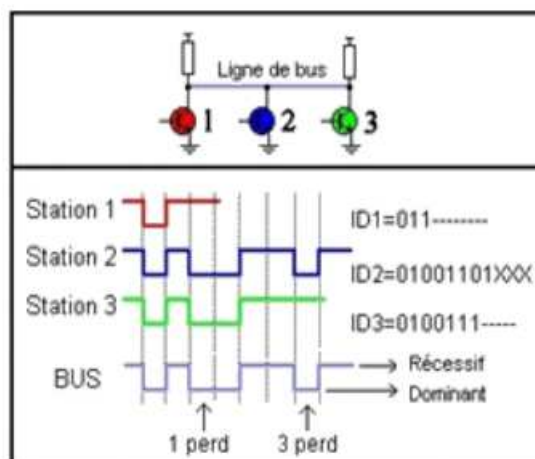 Ligne de bus
1
2
3
Station 1
ID1=011--------
Station 2
ID2=01001101XXX
Station 3
ID3=0100111-----
BUS
Récessif
Dominant
1 perd
3 perd